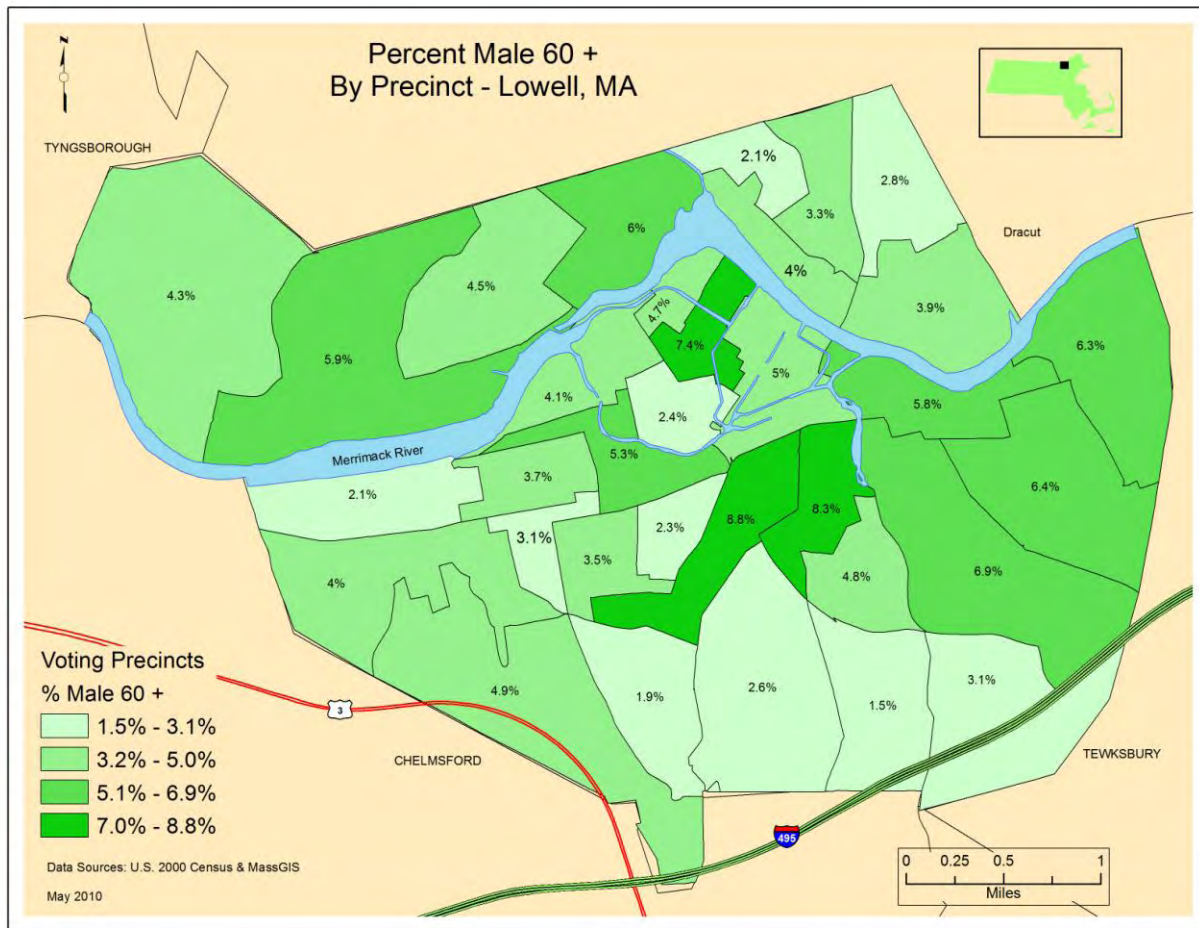 Percent Male 60 +
By Precinct - Lowell, MA
N
TYNGSBOROUGH
2.1%
2.8%
3.3%
6%
Dracut
4.5%
4%
4.3%
3.9%
4.7%
6.3%
7.4%
5.9%
5%
4.1%
2.4%
5.8%
Merrimack River
5.3%
3.7%
6.4%
2.1%
8.8%
8.3%
2.3%
3.1%
3.5%
4%
4.8%
6.9%
Voting Precincts
% Male 60 +
1.5% - 3.1%
3.2% - 5.0%
5.1% - 6.9%
7.0% - 8.8%
4.9%
1.9%
2.6%
1.5%
3.1%
3
CHELMSFORD
TEWKSBURY
495
Data Sources: U.S. 2000 Census & MassGIS
May 2010
0 0.25 0.5 1
Miles